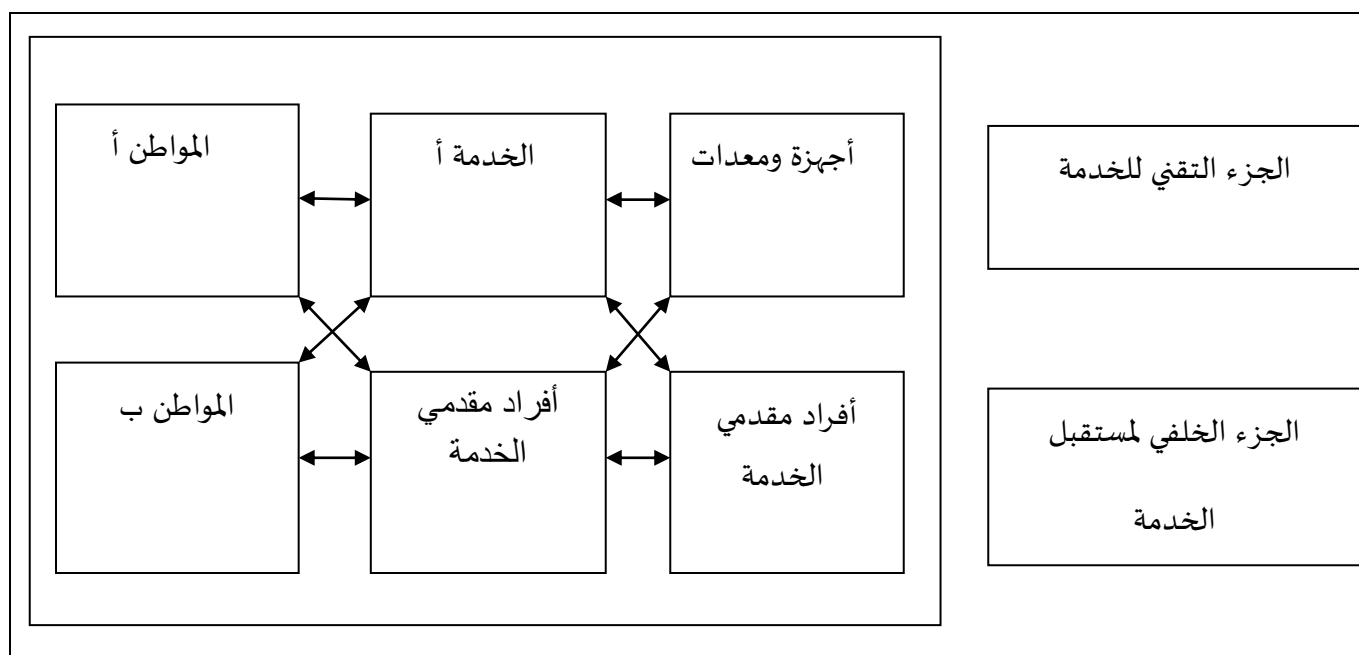 الجزء التقني للخدمة
أجهزة ومعدات
الخدمة أ
المواطن أ
الجزء الخلفي لمستقبل
الخدمة
أفراد مقدمي
الخدمة
أفراد مقدمي
الخدمة
المواطن ب